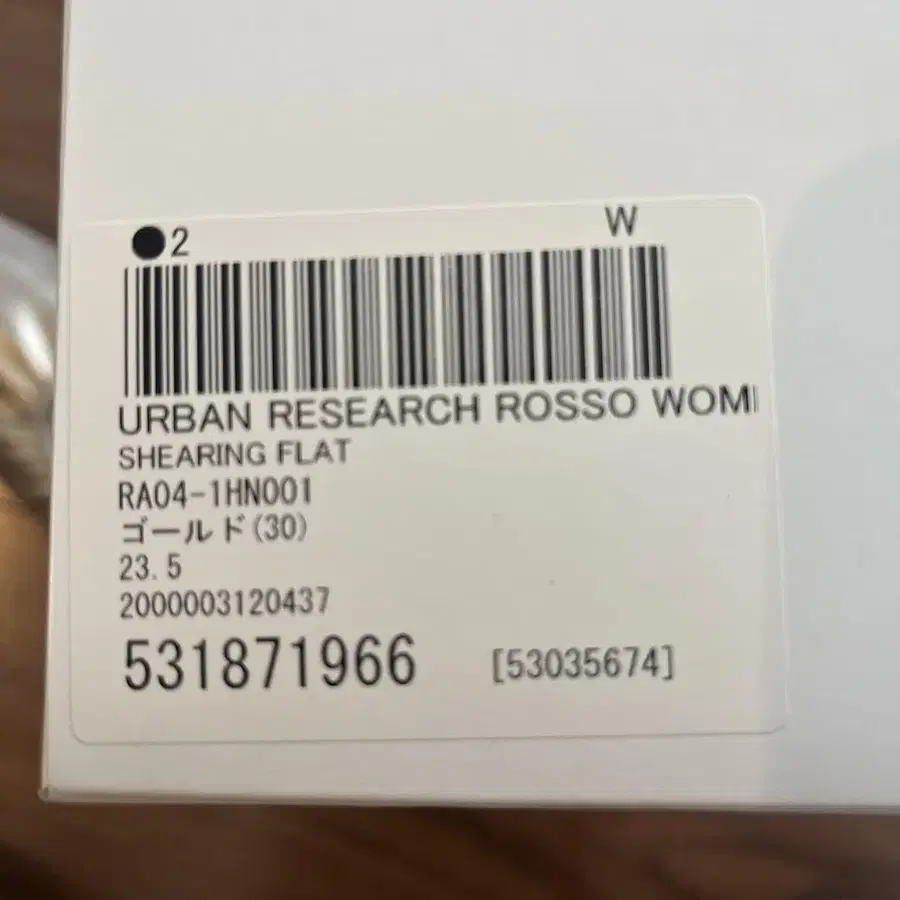 ●2 W
URBAN RESEARCH ROSSO WOM
SHEARING FLAT
RA04-1HN001
ゴールド(30)
23.5
2000003120437
531871966 [53035674]